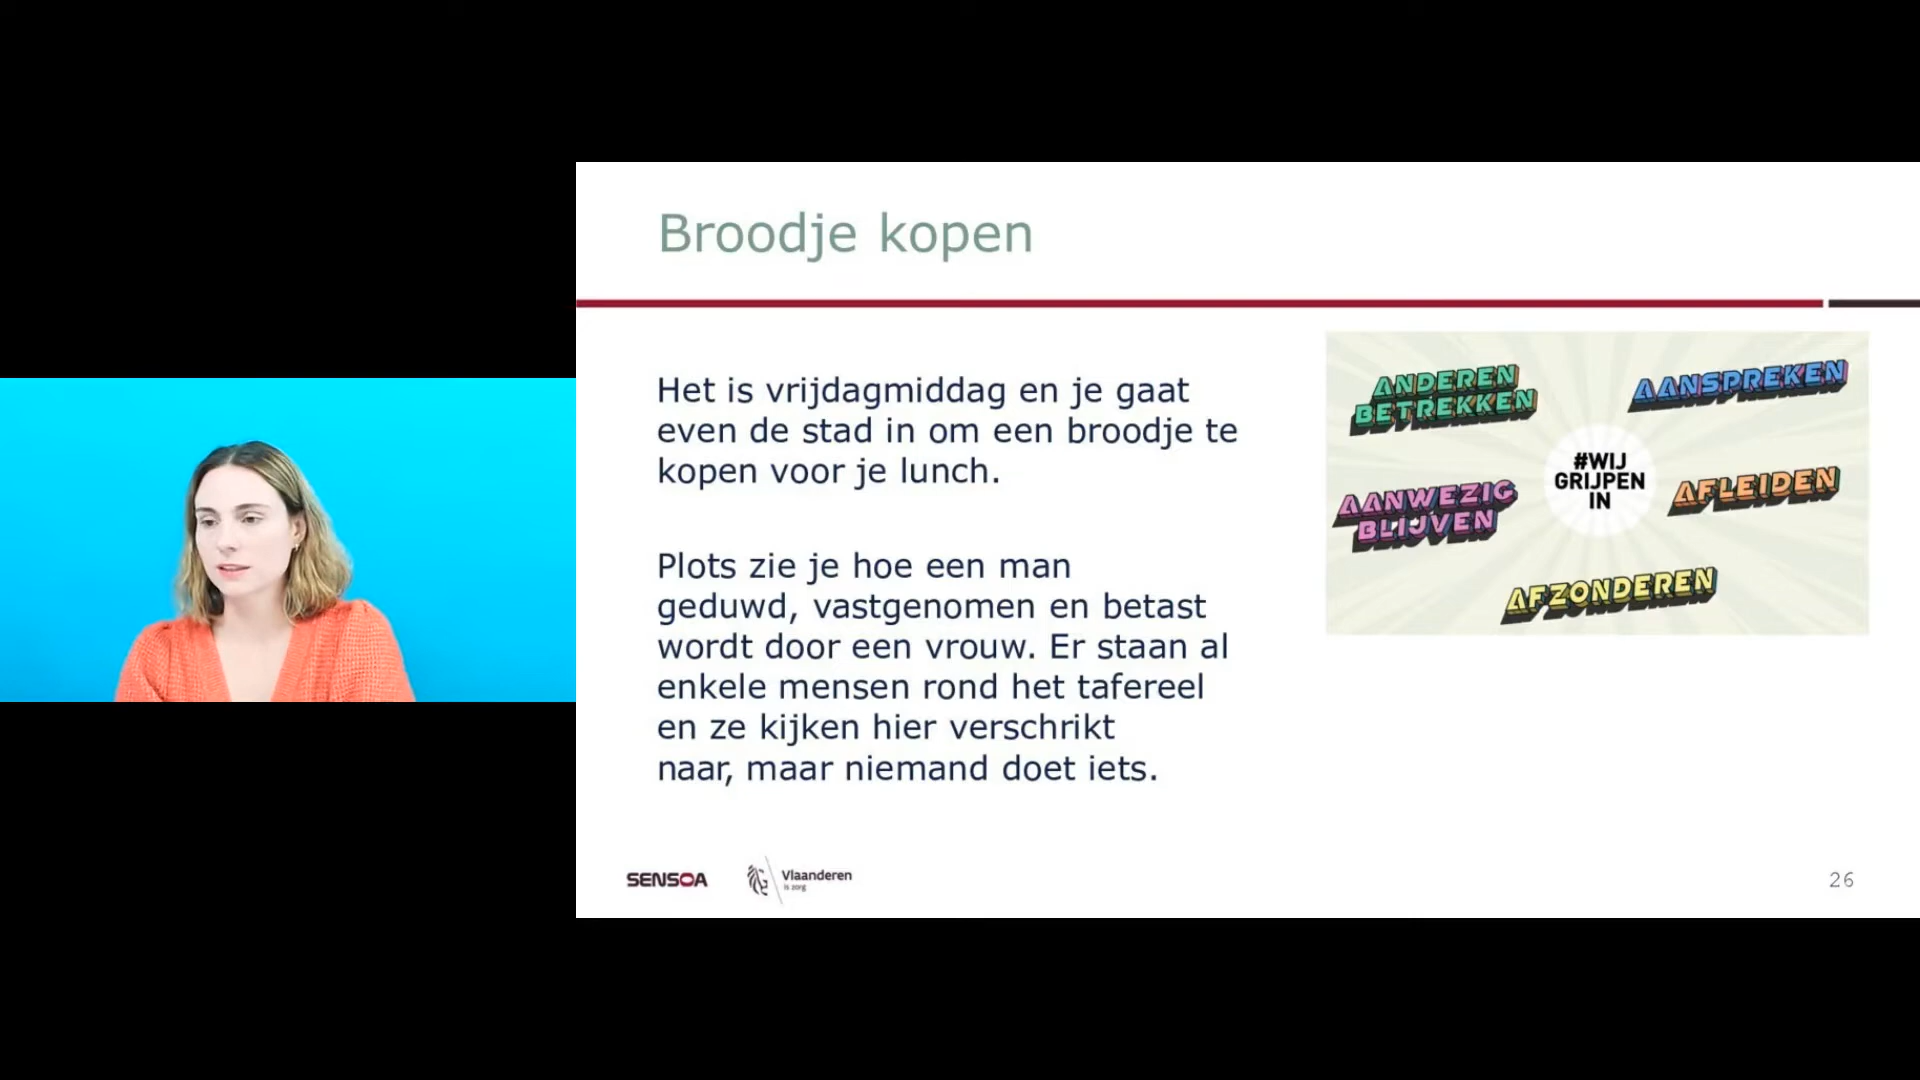 Broodje kopen
Het is vrijdagmiddag en je gaat
even de stad in om een broodje te
kopen voor je lunch.
Plots zie je hoe een man
geduwd, vastgenomen en betast
wordt door een vrouw. Er staan al
enkele mensen rond het tafereel
en ze kijken hier verschrikt
naar, maar niemand doet iets.
ANDEREN
BETREKKEN
AANSPREKEN
#WIJ
GRIJPEN
IN
AANWEZIG
BLIJVEN
AFLEIDEN
AFZONDEREN
SENSOA
Vlaanderen
is zorg
26